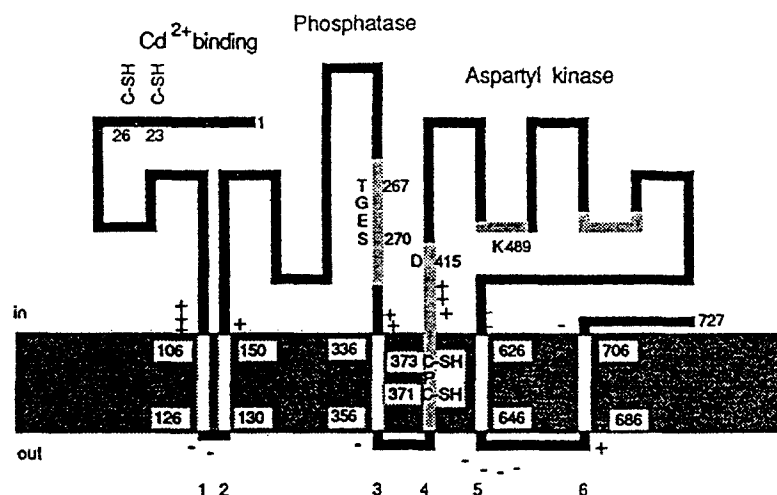 Phosphatase
Cd2+ binding
Aspartyl kinase
C-SH
C-SH
26 23
1
T
G
E
S
267
270
K489
D 415
in
+
+
+
+
+
+
+
+
+
+
-
727
106 150 336 373 C-SH 626 706
P
371 C-SH
126 130 356 646 686
out
- - - - - - - +
1 2 3 4 5 6